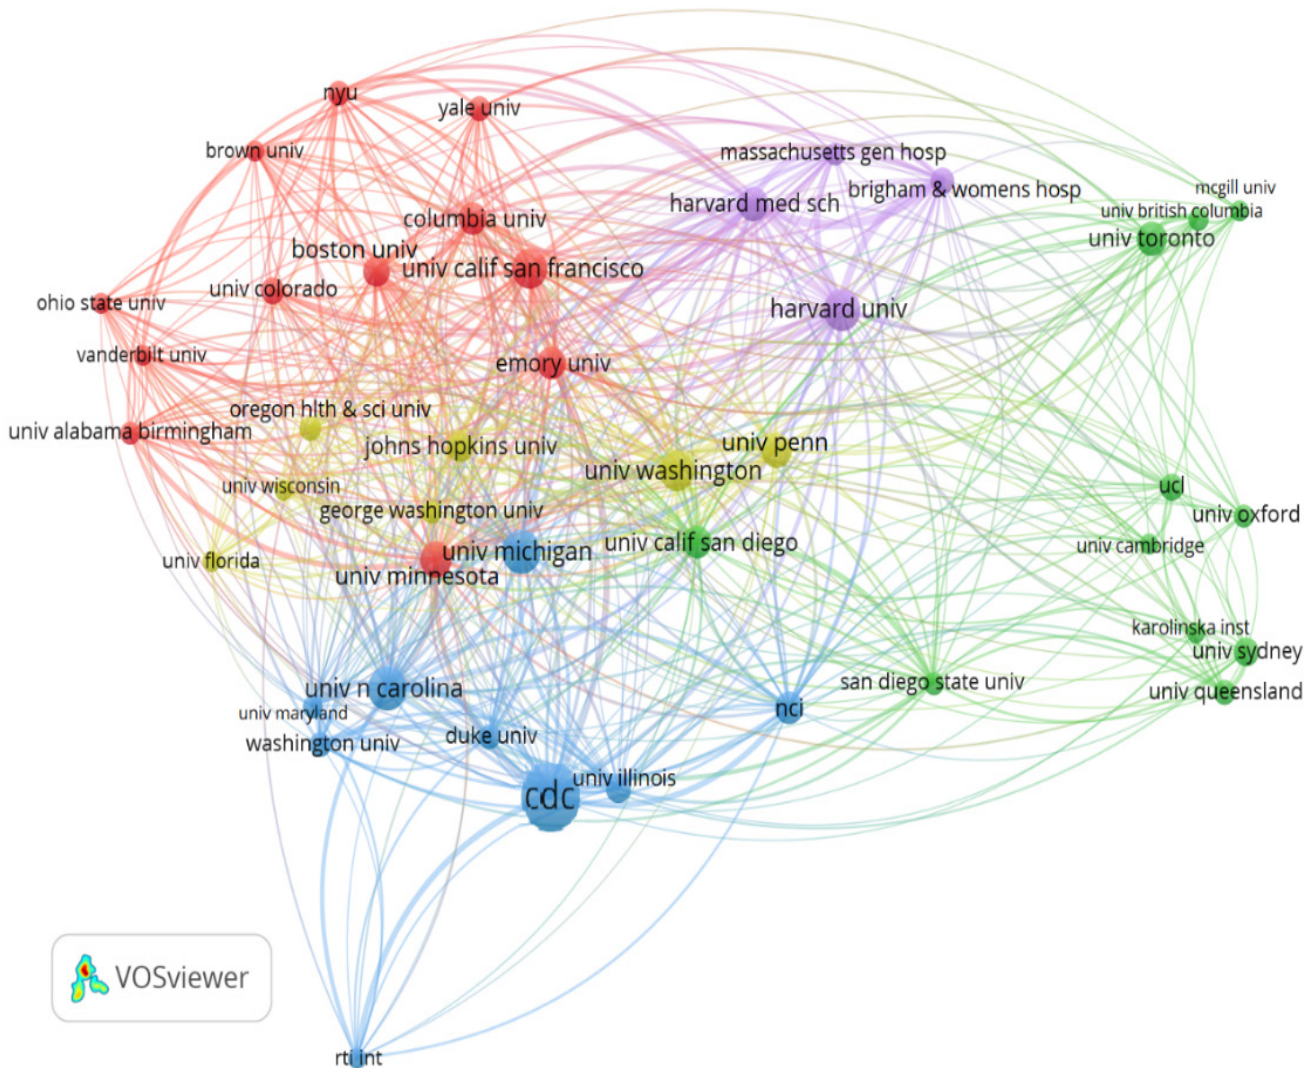 nyu
yale univ
brown univ
massachusetts gen hosp
brigham & womens hosp
harvard med sch
mcgill univ
univ british columbia
univ toronto
columbia univ
boston univ
univ calif san francisco
univ colorado
ohio state univ
harvard univ
vanderbilt univ
emory univ
oregon hlth & sci univ
univ alabama birmingham
johns hopkins univ
univ penn
univ washington
univ wisconsin
ucl
george washington univ
univ oxford
univ calif san diego
univ cambridge
univ michigan
univ florida
univ minnesota
karolinska inst
univ sydney
san diego state univ
univ queensland
univ n carolina
univ maryland
nci
washington univ
duke univ
univ illinois
cdc
VOSviewer
rti int